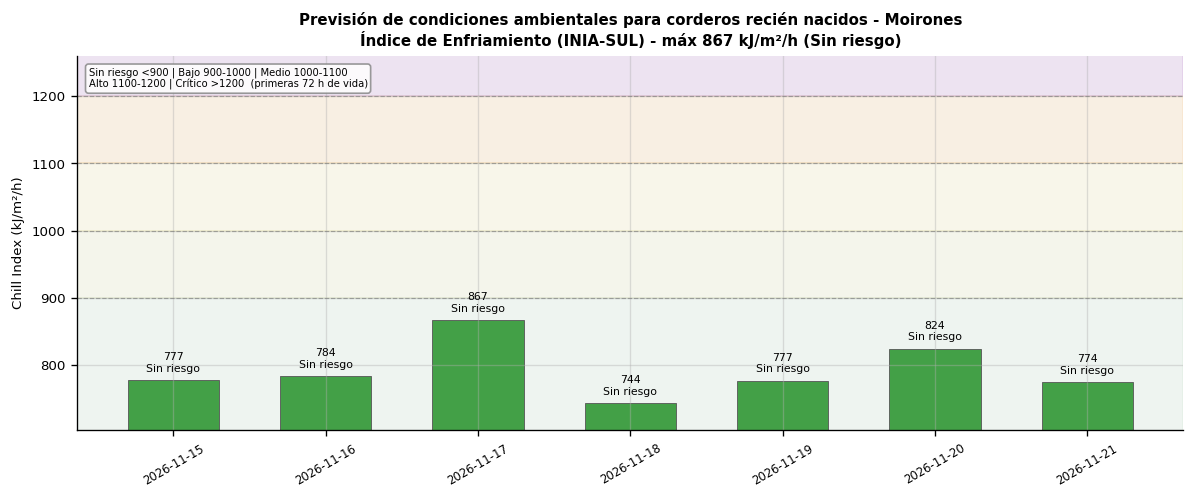 Previsión de condiciones ambientales para corderos recién nacidos - Moirones
Índice de Enfriamiento (INIA-SUL) - máx 867 kJ/m²/h (Sin riesgo)
Sin riesgo <900 | Bajo 900-1000 | Medio 1000-1100
Alto 1100-1200 | Crítico >1200  (primeras 72 h de vida)
Chill Index (kJ/m²/h)
1200
1100
1000
900
800
777
Sin riesgo
784
Sin riesgo
867
Sin riesgo
744
Sin riesgo
777
Sin riesgo
824
Sin riesgo
774
Sin riesgo
2026-11-15
2026-11-16
2026-11-17
2026-11-18
2026-11-19
2026-11-20
2026-11-21